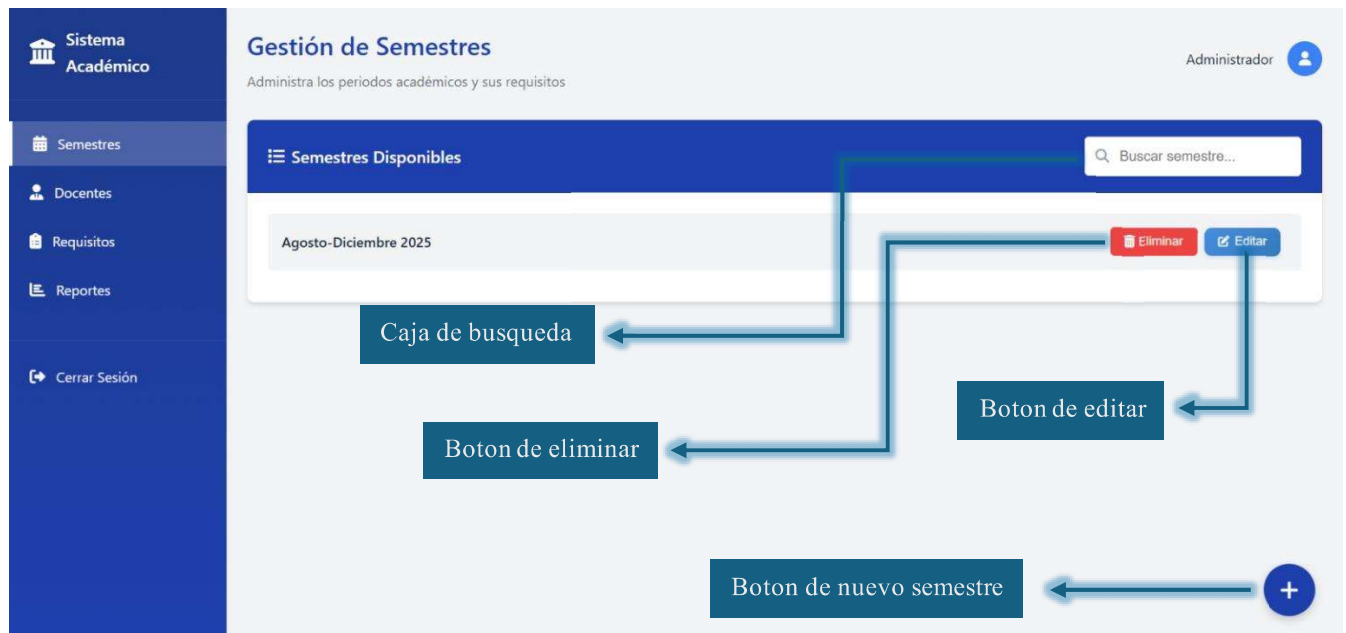 Sistema
Académico
Gestión de Semestres
Administra los periodos académicos y sus requisitos
Administrador
Semestres
Docentes
Requisitos
Reportes
Cerrar Sesión
Semestres Disponibles
Buscar semestre...
Agosto-Diciembre 2025
Eliminar
Editar
Caja de busqueda
Boton de editar
Boton de eliminar
Boton de nuevo semestre